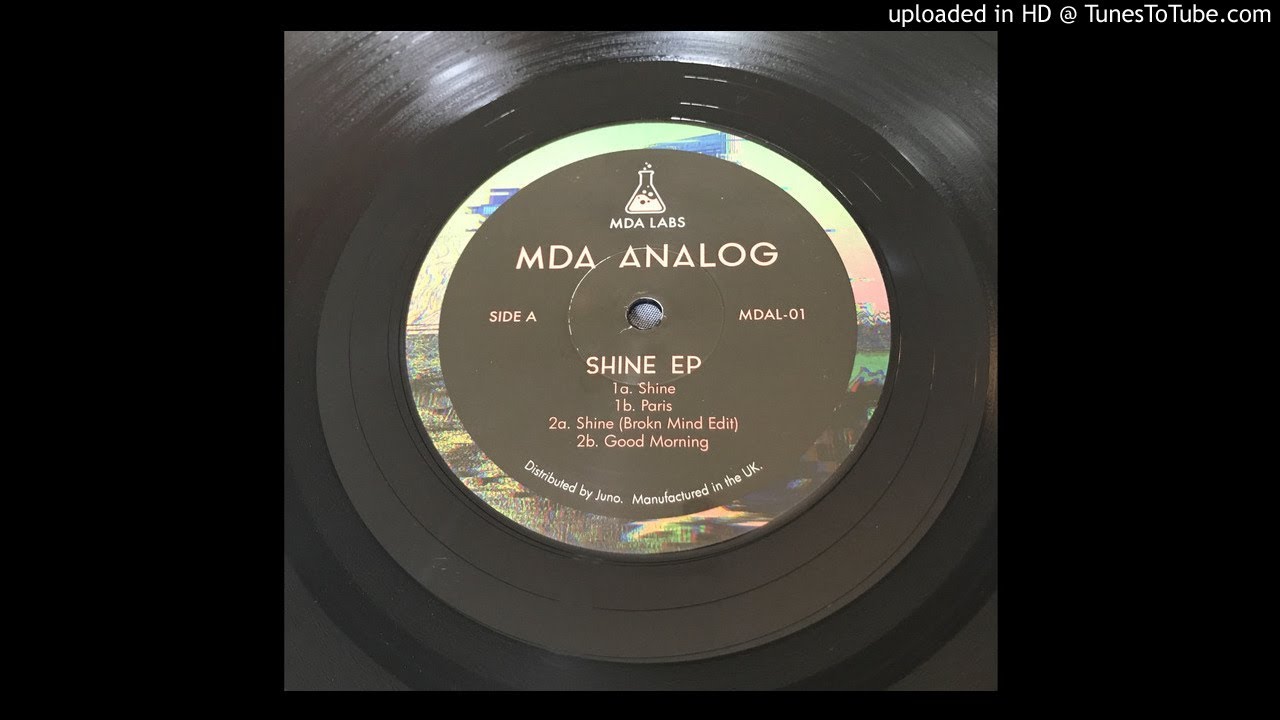 uploaded in HD @ TunesToTube.com
MDA LABS
MDA ANALOG
SIDE A
MDAL-01
SHINE EP
1a. Shine
1b. Paris
2a. Shine (Brokn Mind Edit)
2b. Good Morning
Distributed by Juno. Manufactured in the UK.